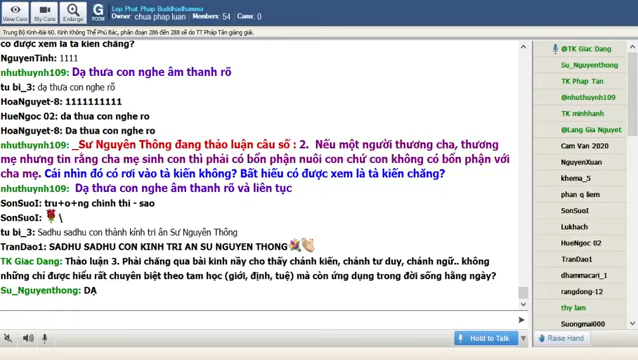 Lop Phat Phap Buddhadhamma
Owner: chua phap luan  Members: 54  Cams: 0
View Cam
My Cam
Enlarge
G ROOM
Trung Bộ Kinh-Bài 60. Kinh Không Thể Phủ Bác, phân đoạn 286 đến 288 sẽ do TT Pháp Tân giảng giải.
có được xem là tà kiến chăng?
NguyenTinh: 1111
nhuthuynh109: Dạ thưa con nghe âm thanh rõ
tu bi_3: dạ thưa con nghe rõ
HoaNguyet-8: 1111111111
HueNgoc 02: da thua con nghe ro
HoaNguyet-8: Da thua con nghe ro
nhuthuynh109: _Sư Nguyên Thông đang thảo luận câu số : 2. Nếu một người thương cha, thương
mẹ nhưng tin rằng cha mẹ sinh con thì phải có bổn phận nuôi con chứ con không có bổn phận với
cha mẹ. Cái nhìn đó có rơi vào tà kiến không? Bất hiếu có được xem là tà kiến chăng?
nhuthuynh109: Dạ thưa con nghe âm thanh rõ và liên tục
SonSuoI: tru+o+ng chinh thi - sao
SonSuoI: \
tu bi_3: Sadhu sadhu con thành kính tri ân Sư Nguyên Thông
TranDao1: SADHU SADHU CON KINH TRI AN SU NGUYEN THONG
TK Giac Dang: Thảo luận 3. Phải chăng qua bài kinh nầy cho thấy chánh kiến, chánh tư duy, chánh ngữ.. không
những chỉ được hiểu rất chuyên biệt theo tam học (giới, định, tuệ) mà còn ứng dụng trong đời sống hằng ngày?
Su_Nguyenthong: DẠ
Hold to Talk
@TK Giac Dang
Su_Nguyenthong
TK Phap Tan
@nhuthuynh109
TK minhhanh
@Lang Gia Nguyet
Cam Van 2020
NguyenXuan
khema_5
phan q liem
SonSuoI
Lukhach
HueNgoc 02
TranDao1
dhammacari_1
rangdong-12
thy lam
Suongmai000
Raise Hand